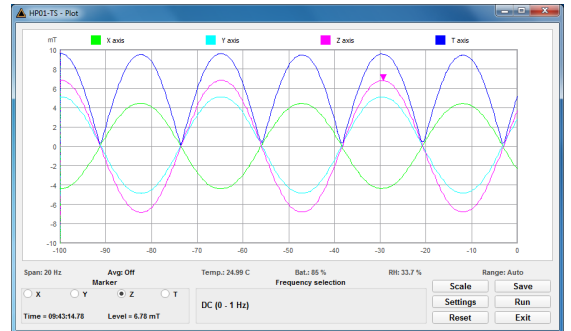 HP01-TS - Plot
mT X axis Y axis Z axis T axis
10
8
6
4
2
0
-2
-4
-6
-8
-10
-100 -90 -80 -70 -60 -50 -40 -30 -20 -10 0
Span: 20 Hz Avg: Off Temp.: 24.99 C Bat.: 85 % RH: 33.7 % Range: Auto
Marker Frequency selection
X Y Z T
DC (0 - 1 Hz)
Time = 09:43:14.78 Level = 6.78 mT
Scale Save
Settings Run
Reset Exit